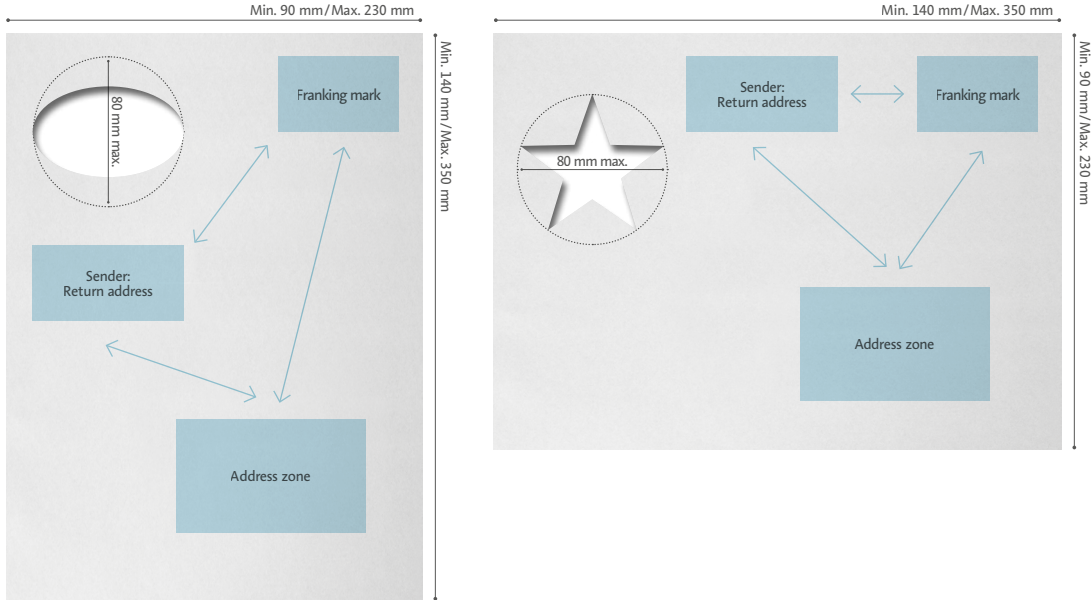 Min. 90 mm/Max. 230 mm
Min. 140 mm/Max. 350 mm
80 mm max.
Franking mark
Sender:
Return address
Address zone
Min. 140 mm/Max. 350 mm
Min. 90 mm/Max. 230 mm
80 mm max.
Sender:
Return address
Franking mark
Address zone